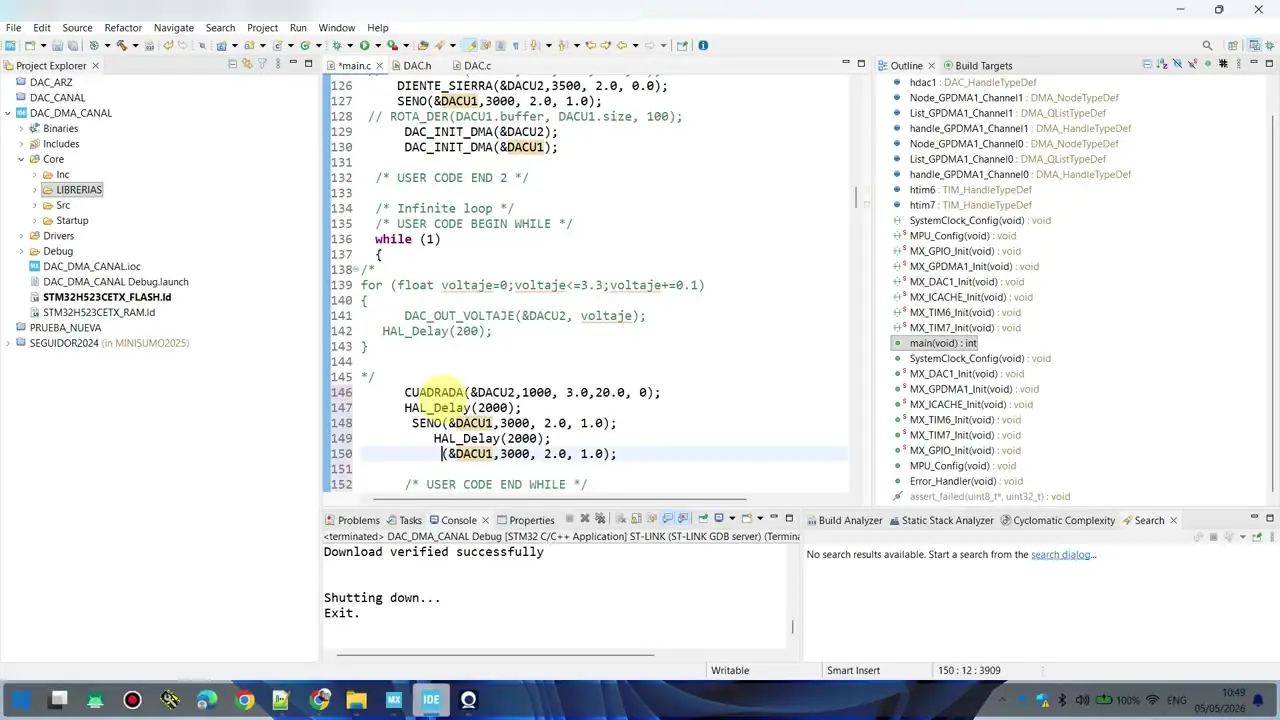 File Edit Source Refactor Navigate Search Project Run Window Help
Project Explorer
DAC_ARZ
DAC_CANAL
DAC_DMA_CANAL
Binaries
Includes
Core
Inc
LIBRERIAS
Src
Startup
Drivers
Debug
DAC_DMA_CANAL.ioc
DAC_DMA_CANAL Debug.launch
STM32H523CETX_FLASH.ld
STM32H523CETX_RAM.ld
PRUEBA_NUEVA
SEGUIDOR2024 (in MINISUMO2025)
*main.c DAC.h DAC.c
126 DIENTE_SIERRA(&DACU2,3500, 2.0, 0.0);
127 SENO(&DACU1,3000, 2.0, 1.0);
128 // ROTA_DER(DACU1.buffer, DACU1.size, 100);
129 DAC_INIT_DMA(&DACU2);
130 DAC_INIT_DMA(&DACU1);
131
132 /* USER CODE END 2 */
133
134 /* Infinite loop */
135 /* USER CODE BEGIN WHILE */
136 while (1)
137 {
138 /*
139 for (float voltaje=0;voltaje<=3.3;voltaje+=0.1)
140 {
141 DAC_OUT_VOLTAJE(&DACU2, voltaje);
142 HAL_Delay(200);
143 }
144
145 */
146 CUADRADA(&DACU2,1000, 3.0,20.0, 0);
147 HAL_Delay(2000);
148 SENO(&DACU1,3000, 2.0, 1.0);
149 HAL_Delay(2000);
150 (&DACU1,3000, 2.0, 1.0);
151
152 /* USER CODE END WHILE */
Outline Build Targets
hdac1 : DAC_HandleTypeDef
Node_GPDMA1_Channel1 : DMA_NodeTypeDef
List_GPDMA1_Channel1 : DMA_QListTypeDef
handle_GPDMA1_Channel1 : DMA_HandleTypeDef
Node_GPDMA1_Channel0 : DMA_NodeTypeDef
List_GPDMA1_Channel0 : DMA_QListTypeDef
handle_GPDMA1_Channel0 : DMA_HandleTypeDef
htim6 : TIM_HandleTypeDef
htim7 : TIM_HandleTypeDef
SystemClock_Config(void) : void
MPU_Config(void) : void
MX_GPIO_Init(void) : void
MX_GPDMA1_Init(void) : void
MX_DAC1_Init(void) : void
MX_ICACHE_Init(void) : void
MX_TIM6_Init(void) : void
MX_TIM7_Init(void) : void
main(void) : int
SystemClock_Config(void) : void
MX_DAC1_Init(void) : void
MX_GPDMA1_Init(void) : void
MX_ICACHE_Init(void) : void
MX_TIM6_Init(void) : void
MX_TIM7_Init(void) : void
MX_GPIO_Init(void) : void
MPU_Config(void) : void
Error_Handler(void) : void
assert_failed(uint8_t*, uint32_t) : void
Problems Tasks Console Properties
<terminated> DAC_DMA_CANAL Debug [STM32 C/C++ Application] ST-LINK (ST-LINK GDB server) (Termina
Download verified successfully
Shutting down...
Exit.
Build Analyzer Static Stack Analyzer Cyclomatic Complexity Search
No search results available. Start a search from the search dialog...
Writable Smart Insert 150 : 12 : 3909
MX IDE
100% ENG
10:49
05/05/2026